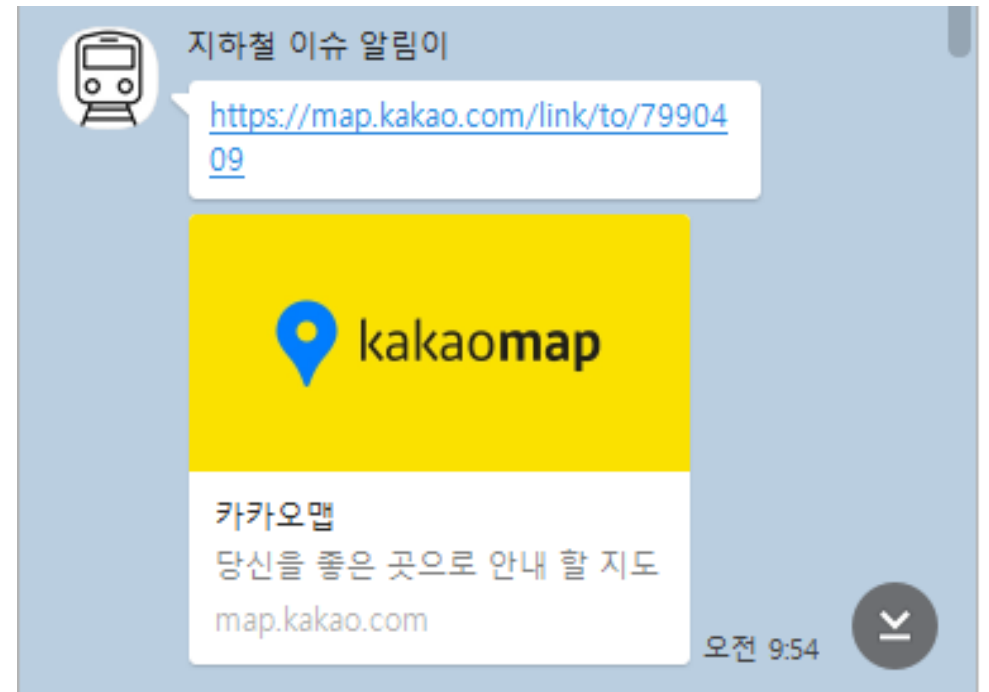 지하철 이슈 알림이
https://map.kakao.com/link/to/79904
09
kakaomap
카카오맵
당신을 좋은 곳으로 안내 할 지도
map.kakao.com
오전 9:54